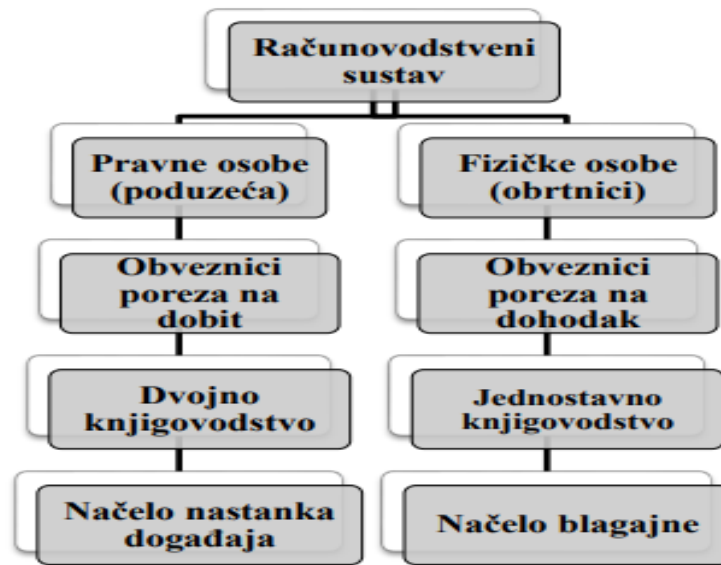 Računovodstveni
sustav
Pravne osobe
(poduzeća)
Fizičke osobe
(obrtnici)
Obveznici
poreza na
dobit
Obveznici
poreza na
dohodak
Dvojno
knjigovodstvo
Jednostavno
knjigovodstvo
Načelo nastanka
događaja
Načelo blagajne